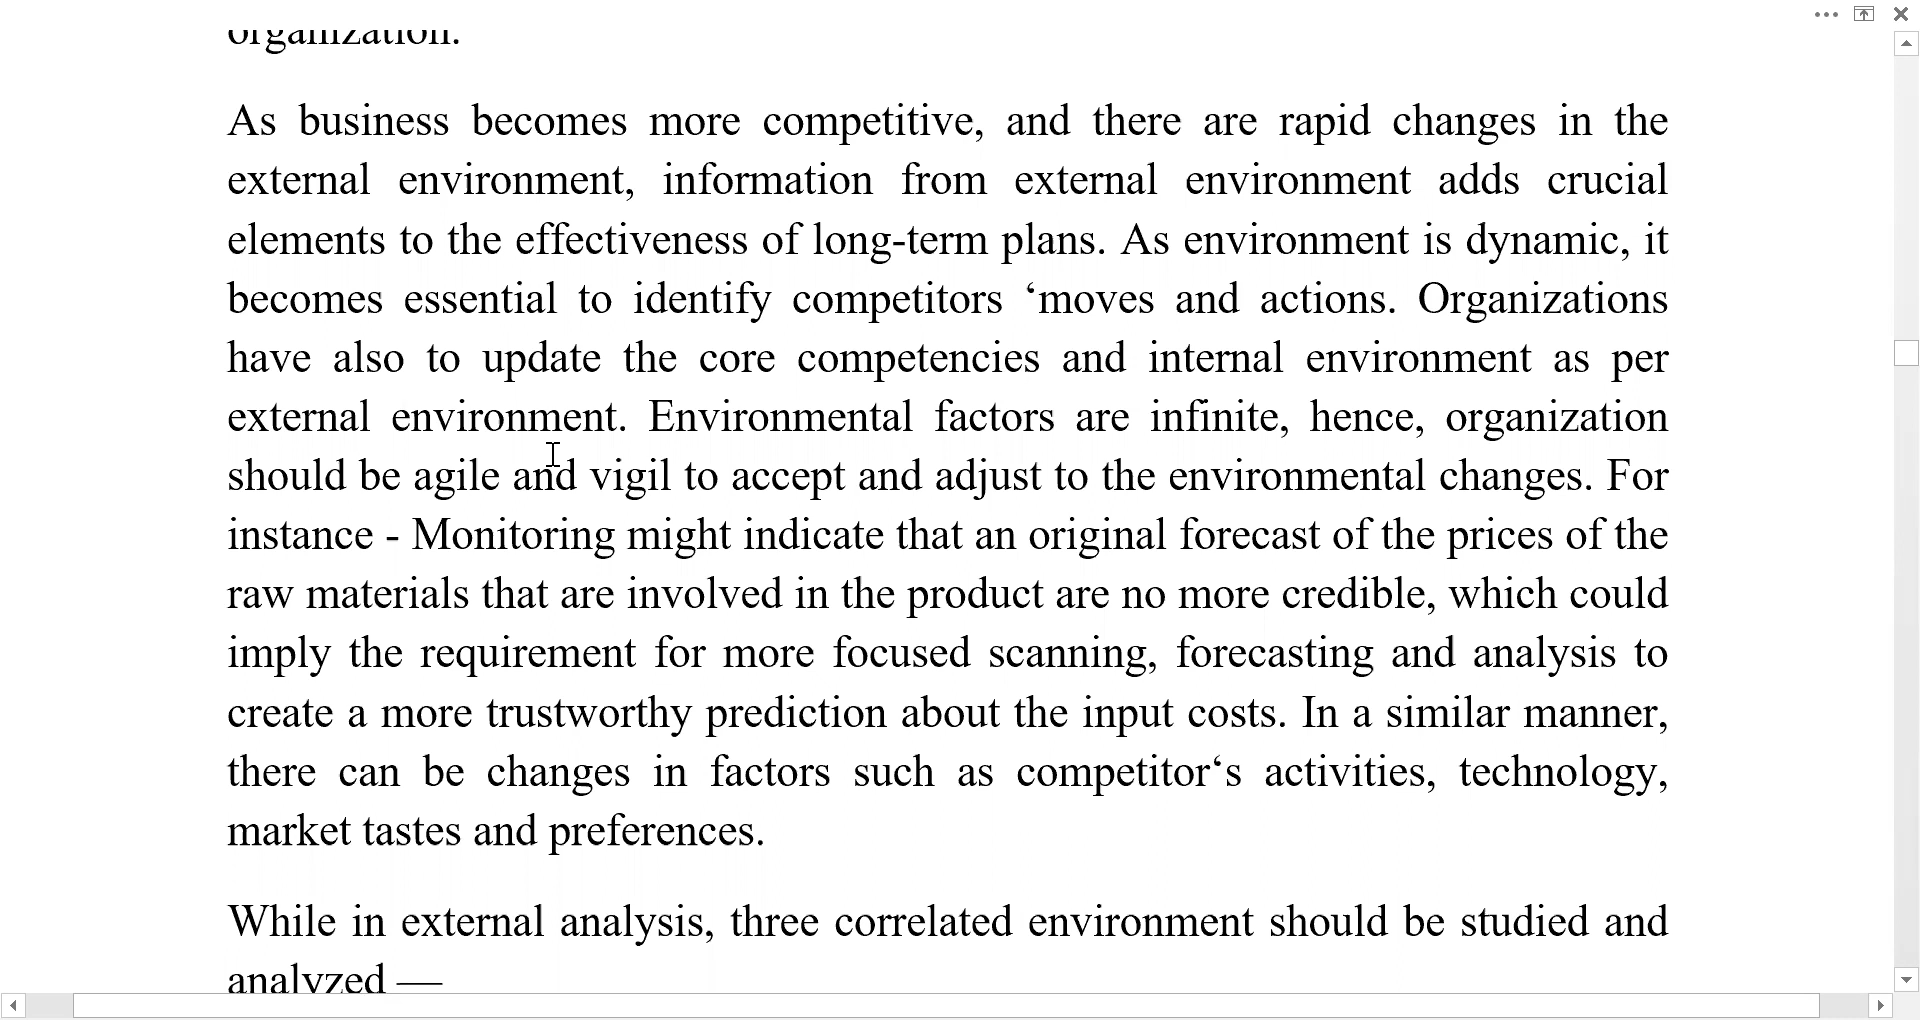 organization.
As business becomes more competitive, and there are rapid changes in the
external environment, information from external environment adds crucial
elements to the effectiveness of long-term plans. As environment is dynamic, it
becomes essential to identify competitors ‘moves and actions. Organizations
have also to update the core competencies and internal environment as per
external environment. Environmental factors are infinite, hence, organization
should be agile and vigil to accept and adjust to the environmental changes. For
instance - Monitoring might indicate that an original forecast of the prices of the
raw materials that are involved in the product are no more credible, which could
imply the requirement for more focused scanning, forecasting and analysis to
create a more trustworthy prediction about the input costs. In a similar manner,
there can be changes in factors such as competitor‘s activities, technology,
market tastes and preferences.
While in external analysis, three correlated environment should be studied and
analyzed —